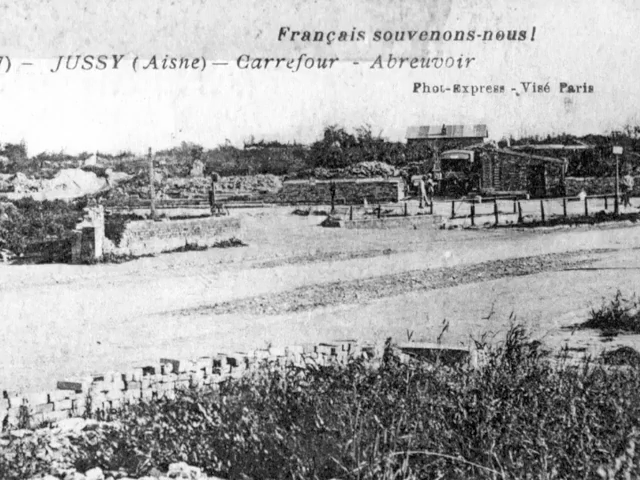 Français souvenons-nous!
) - JUSSY (Aisne) — Carrefour - Abreuvoir
Phot-Express - Visé Paris